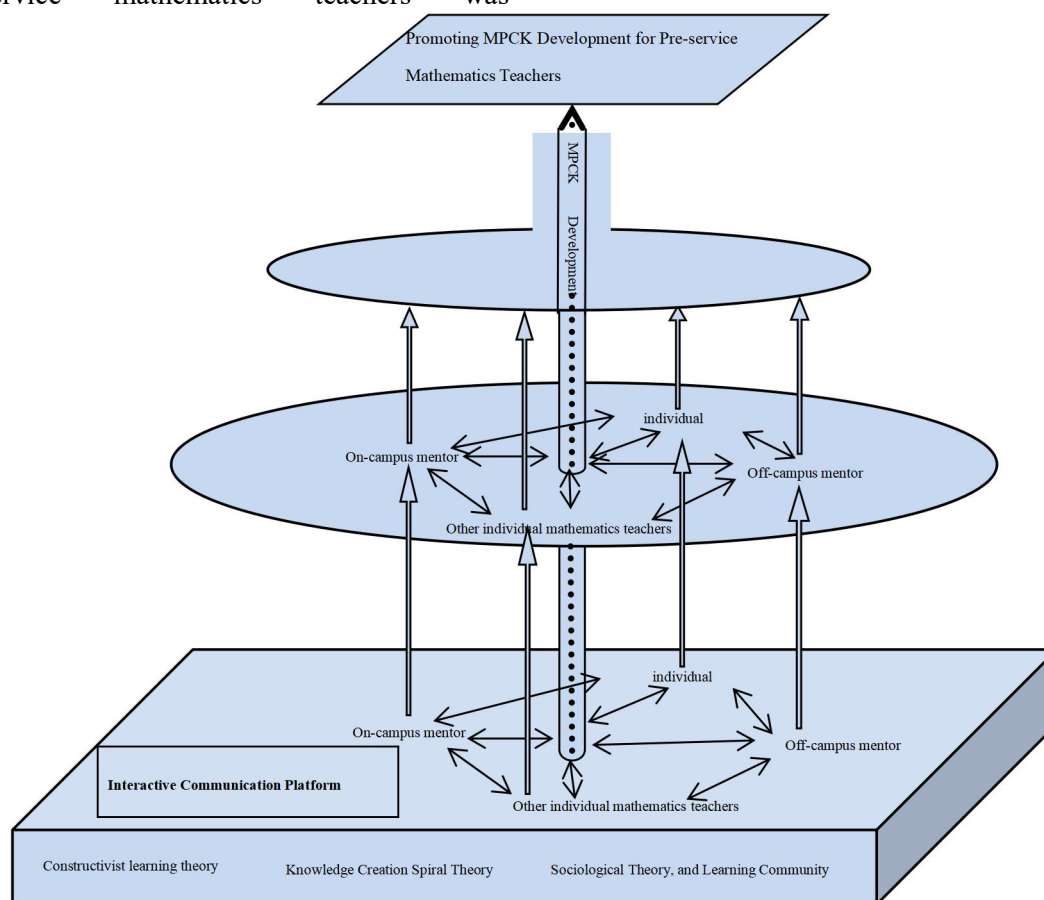 service mathematics teachers was
Promoting MPCK Development for Pre-service
Mathematics Teachers
MPCK Development
individual
On-campus mentor
Off-campus mentor
Other individual mathematics teachers
individual
On-campus mentor
Off-campus mentor
Interactive Communication Platform
Other individual mathematics teachers
Constructivist learning theory
Knowledge Creation Spiral Theory
Sociological Theory, and Learning Community